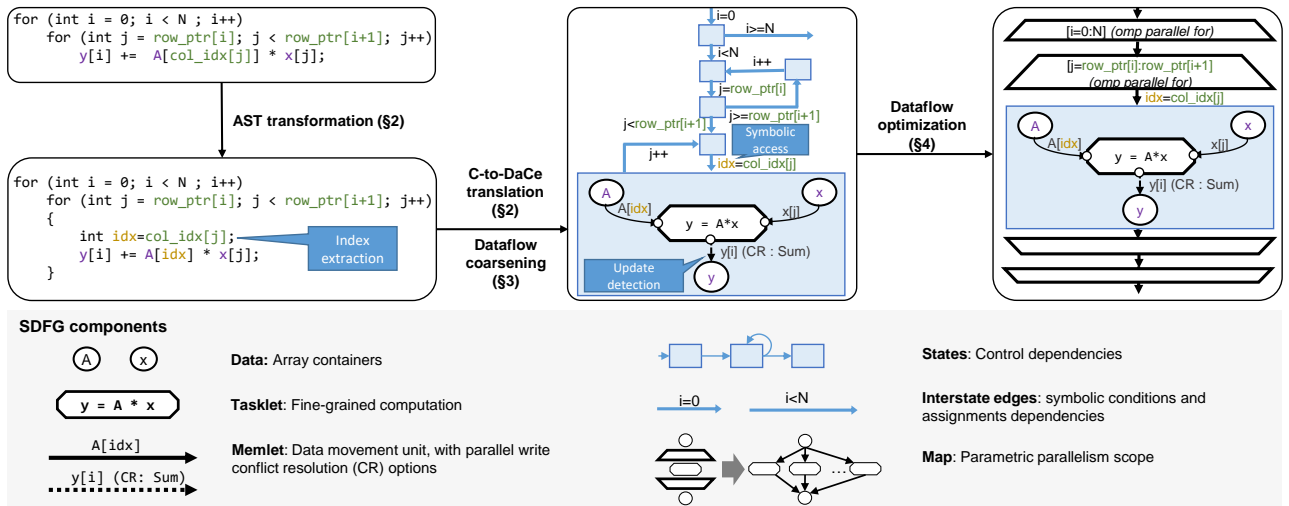 for (int i = 0; i < N ; i++)
for (int j = row_ptr[i]; j < row_ptr[i+1]; j++)
y[i] += A[col_idx[j]] * x[j];
AST transformation (§2)
for (int i = 0; i < N ; i++)
for (int j = row_ptr[i]; j < row_ptr[i+1]; j++)
{
int idx=col_idx[j];
y[i] += A[idx] * x[j];
}
Index
extraction
C-to-DaCe
translation
(§2)
Dataflow
coarsening
(§3)
i=0
i>=N
i<N
i++
j=row_ptr[i]
j>=row_ptr[i+1]
j<row_ptr[i+1]
Symbolic
access
j++
idx=col_idx[j]
A
x
A[idx]
x[j]
y = A*x
y[i] (CR : Sum)
Update
detection
y
Dataflow
optimization
(§4)
[i=0:N] (omp parallel for)
[j=row_ptr[i]:row_ptr[i+1]
(omp parallel for)
idx=col_idx[j]
A
x
A[idx]
x[j]
y = A*x
y[i] (CR : Sum)
y
SDFG components
A
x
Data: Array containers
y = A * x
Tasklet: Fine-grained computation
A[idx]
y[i] (CR: Sum)
Memlet: Data movement unit, with parallel write
conflict resolution (CR) options
States: Control dependencies
i=0
i<N
Interstate edges: symbolic conditions and
assignments dependencies
...
Map: Parametric parallelism scope